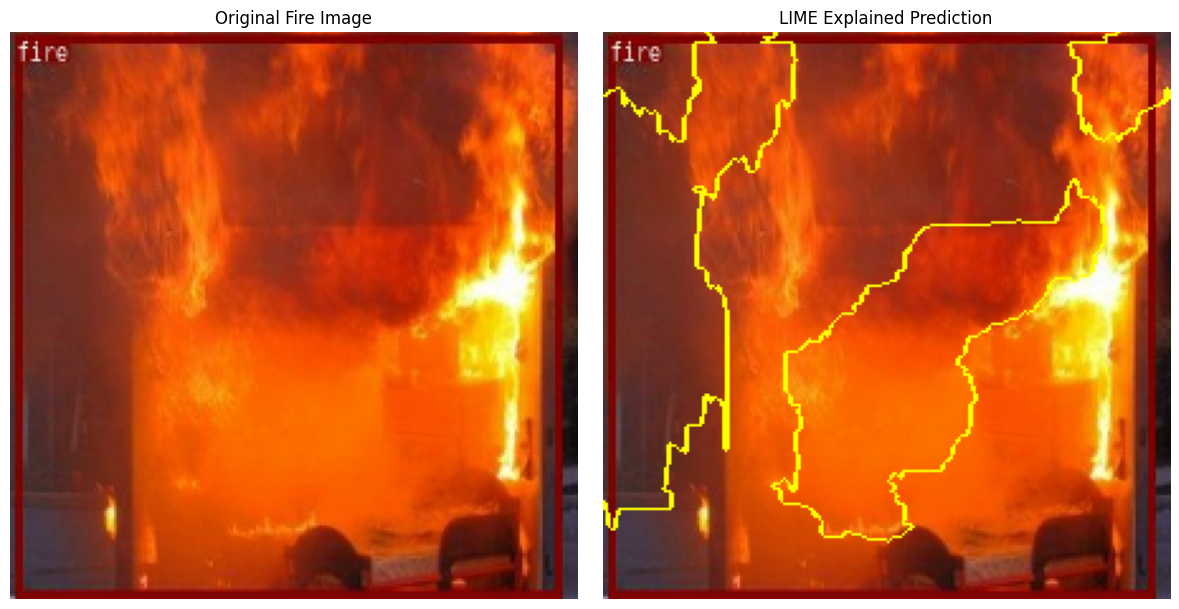 Original Fire Image
LIME Explained Prediction
fire
fire